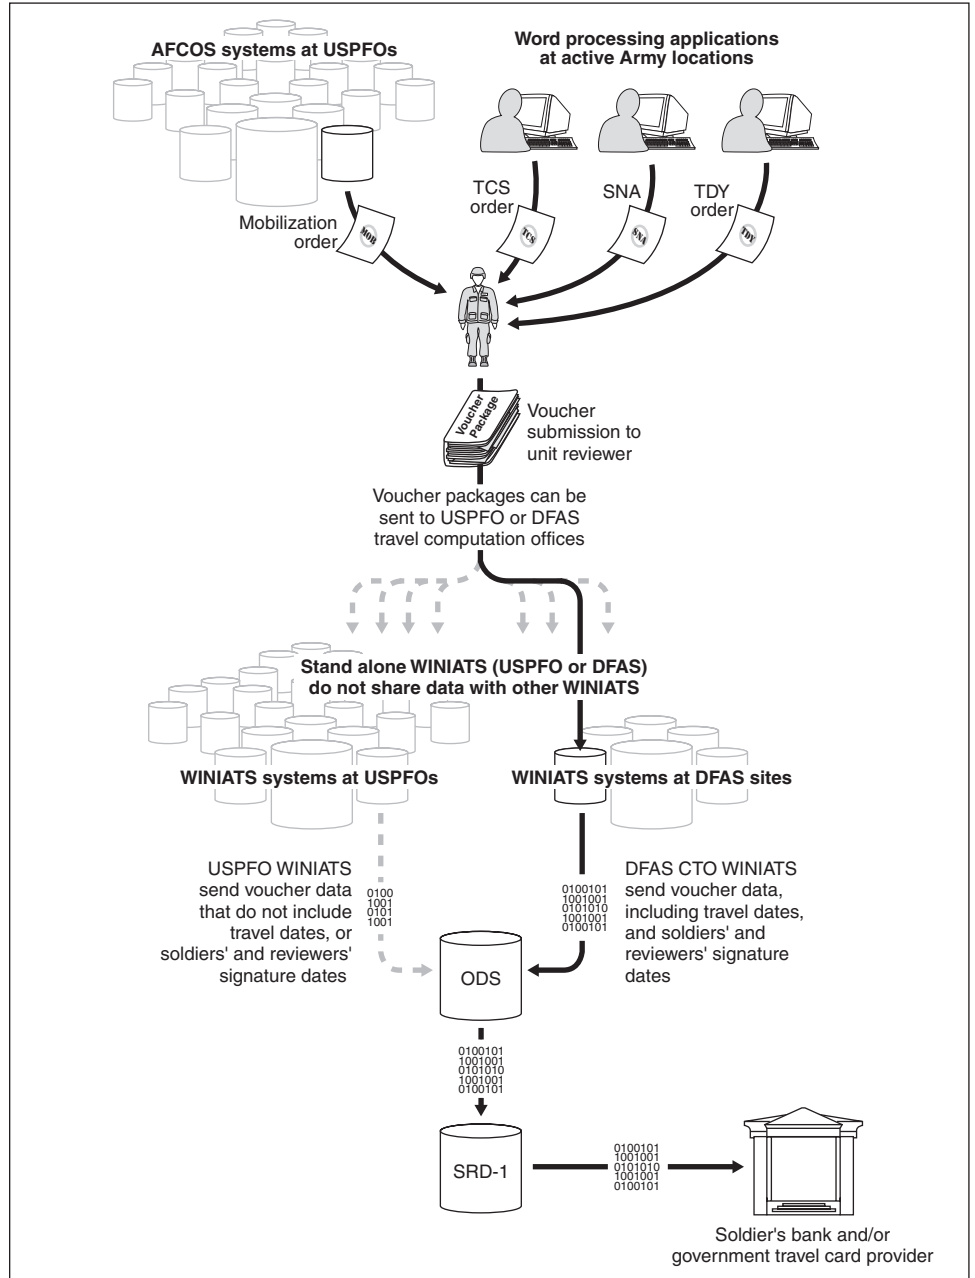 AFCOS systems at USPFOs
Word processing applications
at active Army locations
Mobilization
order
MOB
TCS
order
TCS
SNA
SNA
TDY
order
TDY
Voucher
Package
Voucher
submission to
unit reviewer
Voucher packages can be
sent to USPFO or DFAS
travel computation offices
Stand alone WINIATS (USPFO or DFAS)
do not share data with other WINIATS
WINIATS systems at USPFOs
WINIATS systems at DFAS sites
USPFO WINIATS
send voucher data
that do not include
travel dates, or
soldiers' and reviewers'
signature dates
0100
1001
0101
1001
0100101
1001001
0101010
1001001
0100101
DFAS CTO WINIATS
send voucher data,
including travel dates,
and soldiers' and
reviewers' signature
dates
ODS
0100101
1001001
0101010
1001001
0100101
SRD-1
0100101
1001001
0101010
1001001
0100101
Soldier's bank and/or
government travel card provider